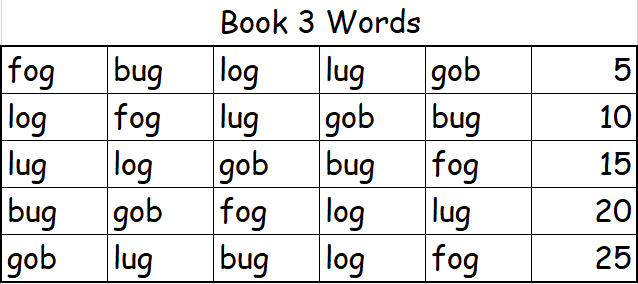 Book 3 Words
fog bug log lug gob 5
log fog lug gob bug 10
lug log gob bug fog 15
bug gob fog log lug 20
gob lug bug log fog 25